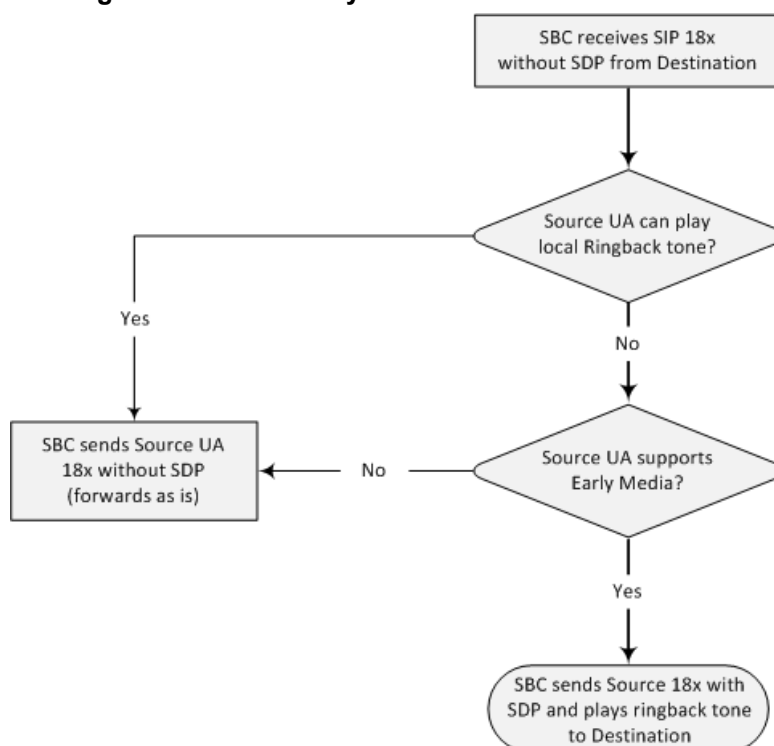 SBC receives SIP 18x
without SDP from Destination
Source UA can play
local Ringback tone?
Yes
No
SBC sends Source UA
18x without SDP
(forwards as is)
No
Source UA supports
Early Media?
Yes
SBC sends Source 18x with
SDP and plays ringback tone
to Destination